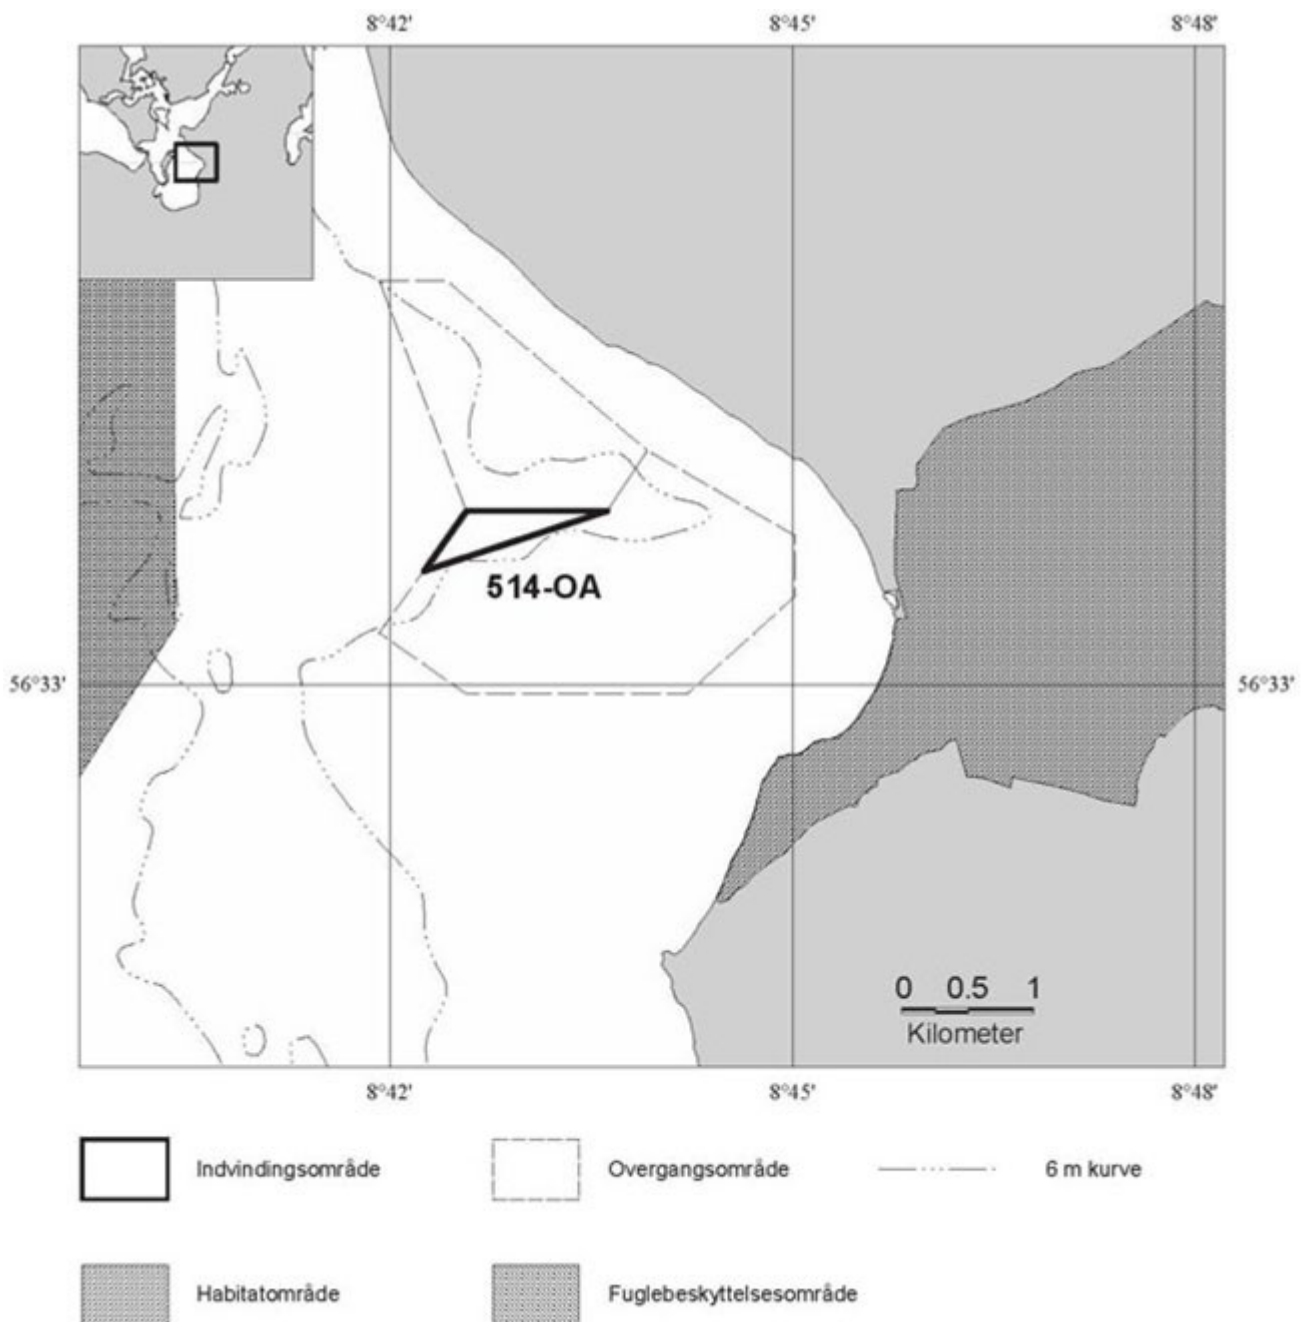 8°42'
8°45'
8°48'
514-OA
56°33'
56°33'
0 0.5 1
Kilometer
8°42'
8°45'
8°48'
Indvindingsområde
Overgangsområde
6 m kurve
Habitatområde
Fuglebeskyttelsesområde